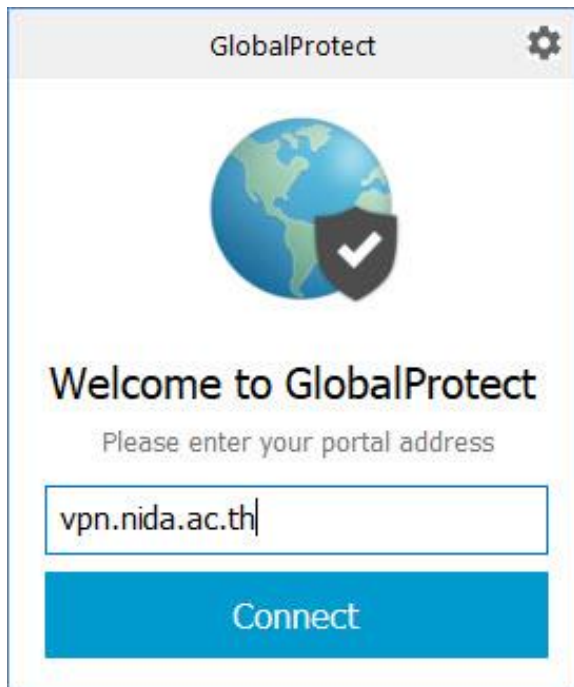 GlobalProtect
Welcome to GlobalProtect
Please enter your portal address
vpn.nida.ac.th
Connect